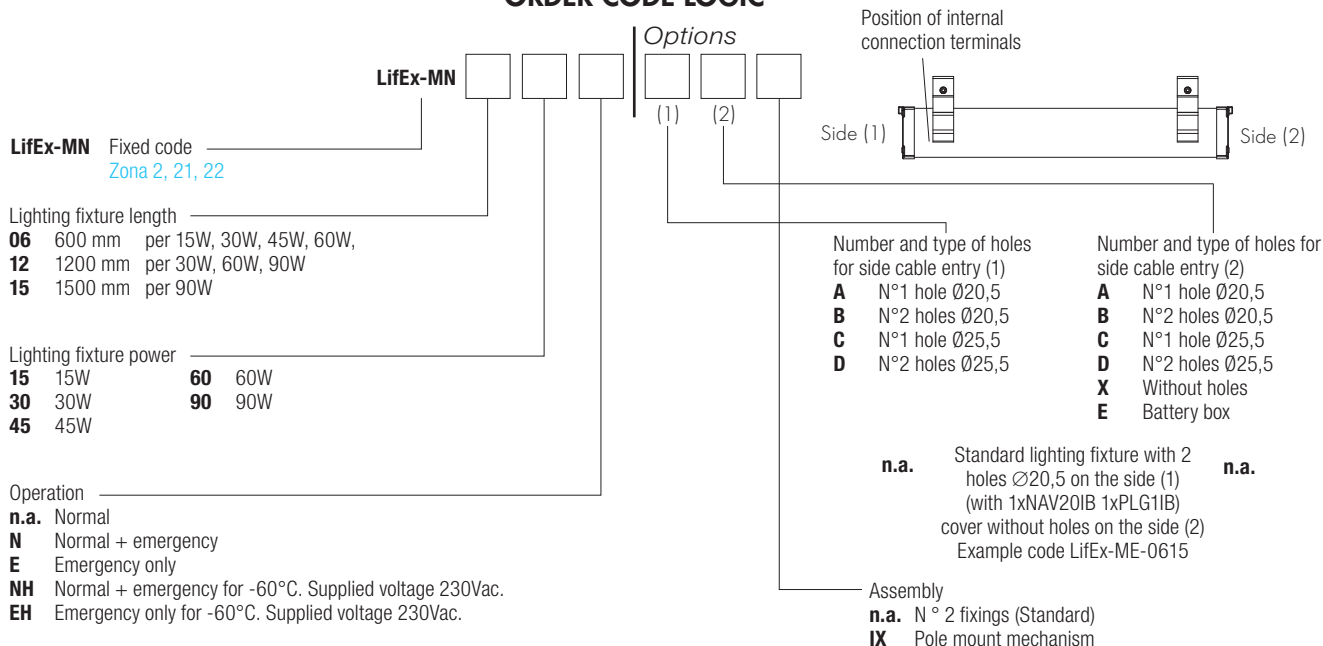 ORDER CODE LOGIC
Options
LifEx-MN
(1) (2)
Position of internal
connection terminals
Side (1)
Side (2)
LifEx-MN Fixed code
Zona 2, 21, 22
Lighting fixture length
06 600 mm per 15W, 30W, 45W, 60W,
12 1200 mm per 30W, 60W, 90W
15 1500 mm per 90W
Lighting fixture power
15 15W 60 60W
30 30W 90 90W
45 45W
Operation
n.a. Normal
N Normal + emergency
E Emergency only
NH Normal + emergency for -60°C. Supplied voltage 230Vac.
EH Emergency only for -60°C. Supplied voltage 230Vac.
Number and type of holes
for side cable entry (1)
A N°1 hole Ø20,5
B N°2 holes Ø20,5
C N°1 hole Ø25,5
D N°2 holes Ø25,5
Number and type of holes for
side cable entry (2)
A N°1 hole Ø20,5
B N°2 holes Ø20,5
C N°1 hole Ø25,5
D N°2 holes Ø25,5
X Without holes
E Battery box
n.a. Standard lighting fixture with 2 n.a.
holes ∅20,5 on the side (1)
(with 1xNAV20IB 1xPLG1IB)
cover without holes on the side (2)
Example code LifEx-ME-0615
Assembly
n.a. N ° 2 fixings (Standard)
IX Pole mount mechanism